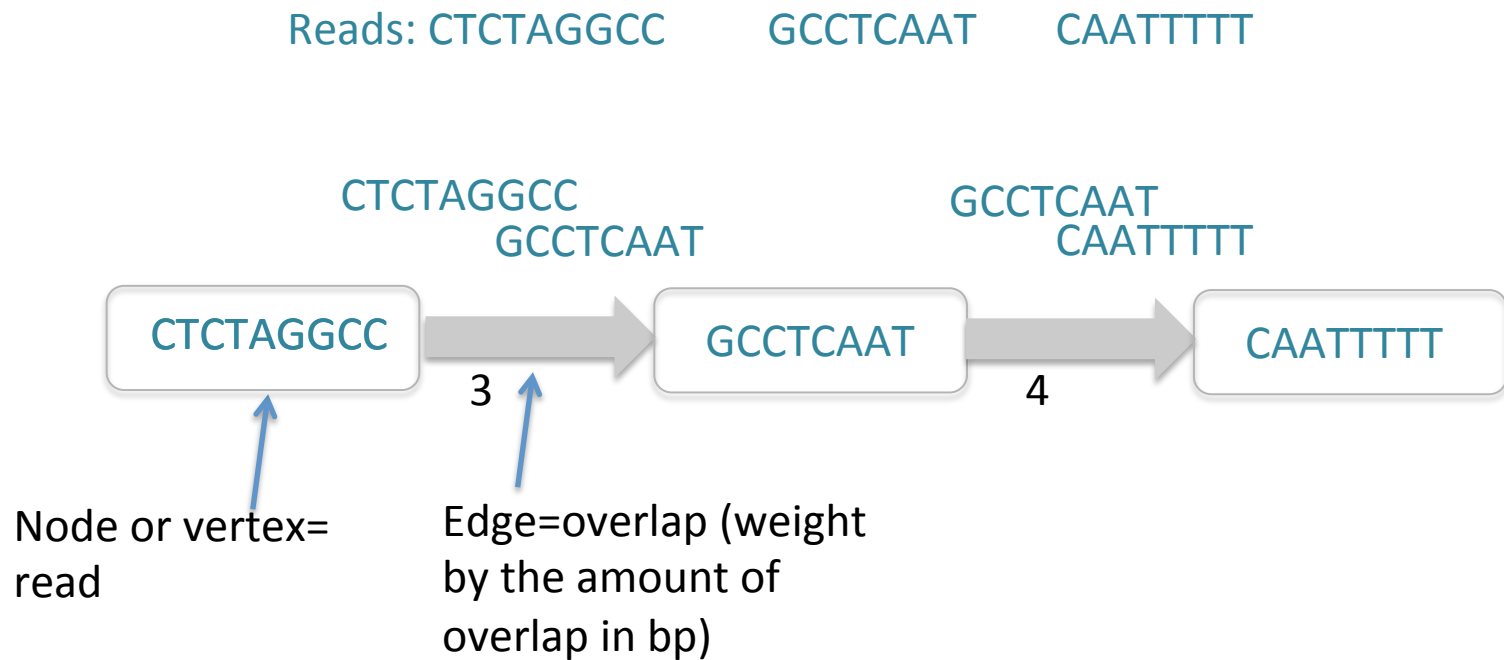 Reads: CTCTAGGCC GCCTCAAT CAATTTTT
CTCTAGGCC
GCCTCAAT
GCCTCAAT
CAATTTTT
CTCTAGGCC
GCCTCAAT
CAATTTTT
3
4
Node or vertex=
read
Edge=overlap (weight
by the amount of
overlap in bp)